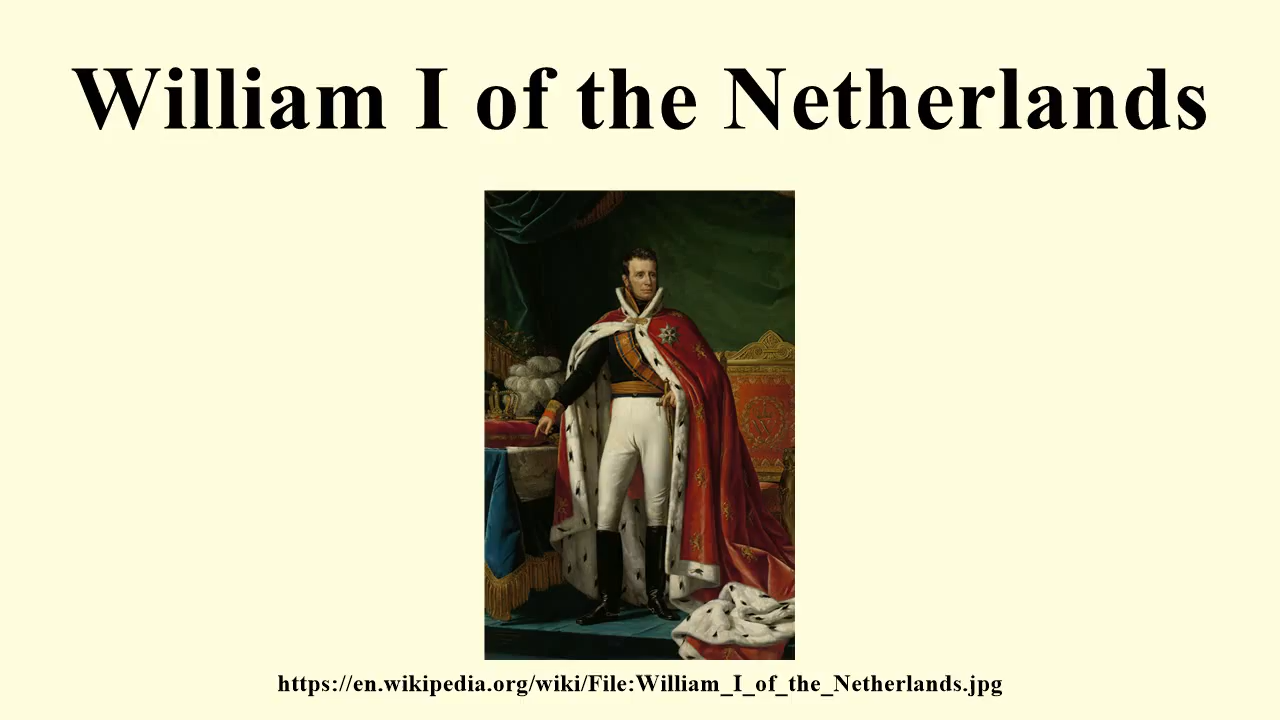 William I of the Netherlands
https://en.wikipedia.org/wiki/File:William_I_of_the_Netherlands.jpg